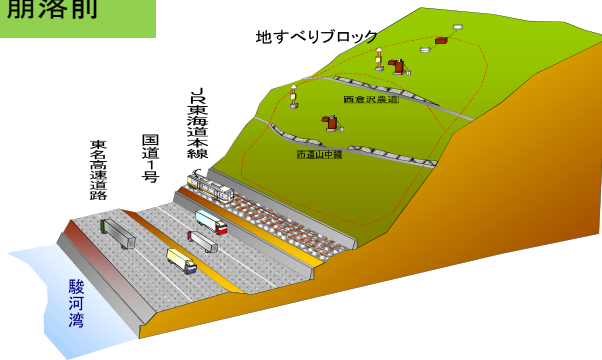 崩落前
地すべりブロック
西倉沢農道
市道山中線
JR東海道本線
国道1号
東名高速道路
駿河湾